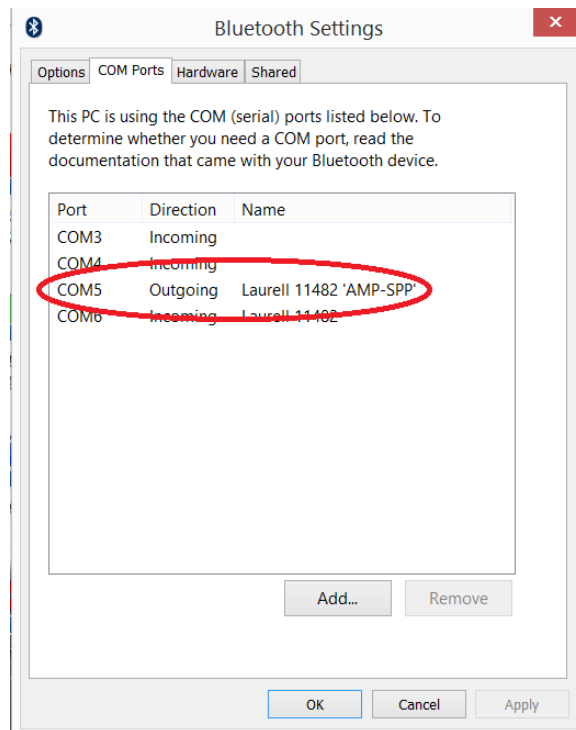 Bluetooth Settings
Options COM Ports Hardware Shared
This PC is using the COM (serial) ports listed below. To
determine whether you need a COM port, read the
documentation that came with your Bluetooth device.
Port Direction Name
COM3 Incoming
COM4 Incoming
COM5 Outgoing Laurell 11482 'AMP-SPP'
COM6 Incoming Laurell 11482
Add... Remove
OK Cancel Apply